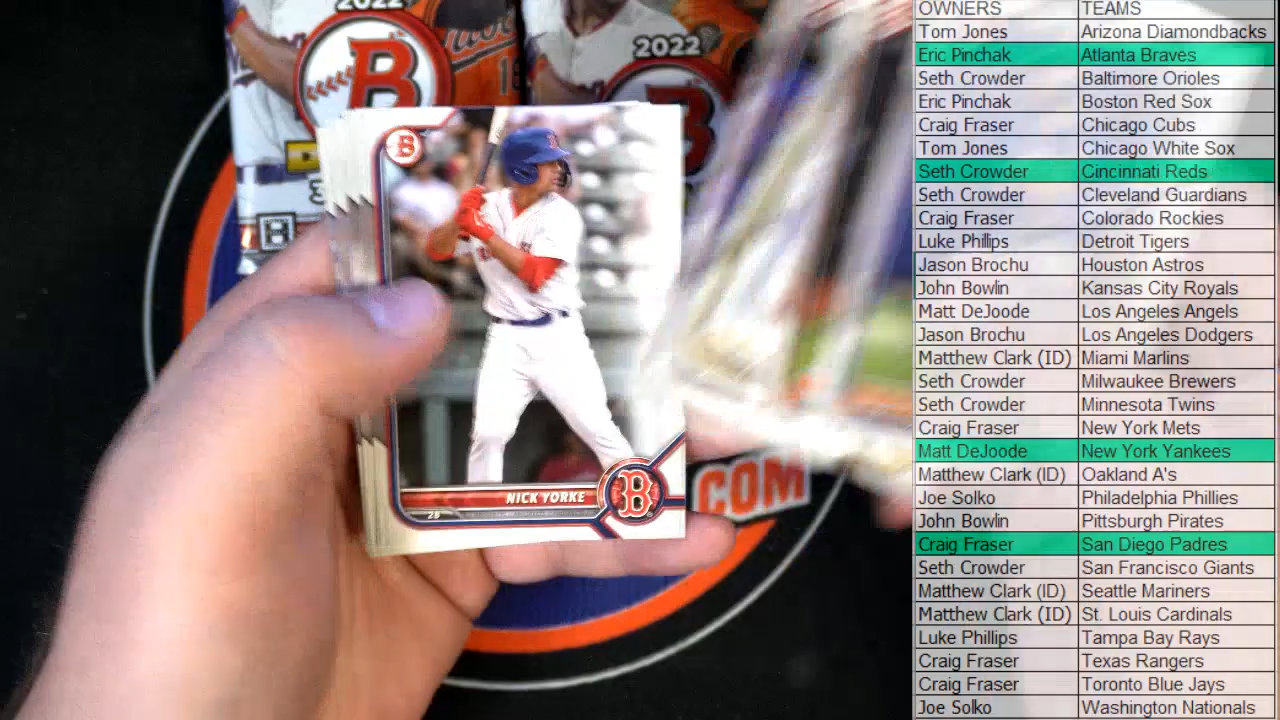 2022
B
2022
B
B
NICK YORKE
2B
B
COM
OWNERS TEAMS
Tom Jones Arizona Diamondbacks
Eric Pinchak Atlanta Braves
Seth Crowder Baltimore Orioles
Eric Pinchak Boston Red Sox
Craig Fraser Chicago Cubs
Tom Jones Chicago White Sox
Seth Crowder Cincinnati Reds
Seth Crowder Cleveland Guardians
Craig Fraser Colorado Rockies
Luke Phillips Detroit Tigers
Jason Brochu Houston Astros
John Bowlin Kansas City Royals
Matt DeJoode Los Angeles Angels
Jason Brochu Los Angeles Dodgers
Matthew Clark (ID) Miami Marlins
Seth Crowder Milwaukee Brewers
Seth Crowder Minnesota Twins
Craig Fraser New York Mets
Matt DeJoode New York Yankees
Matthew Clark (ID) Oakland A's
Joe Solko Philadelphia Phillies
John Bowlin Pittsburgh Pirates
Craig Fraser San Diego Padres
Seth Crowder San Francisco Giants
Matthew Clark (ID) Seattle Mariners
Matthew Clark (ID) St. Louis Cardinals
Luke Phillips Tampa Bay Rays
Craig Fraser Texas Rangers
Craig Fraser Toronto Blue Jays
Joe Solko Washington Nationals